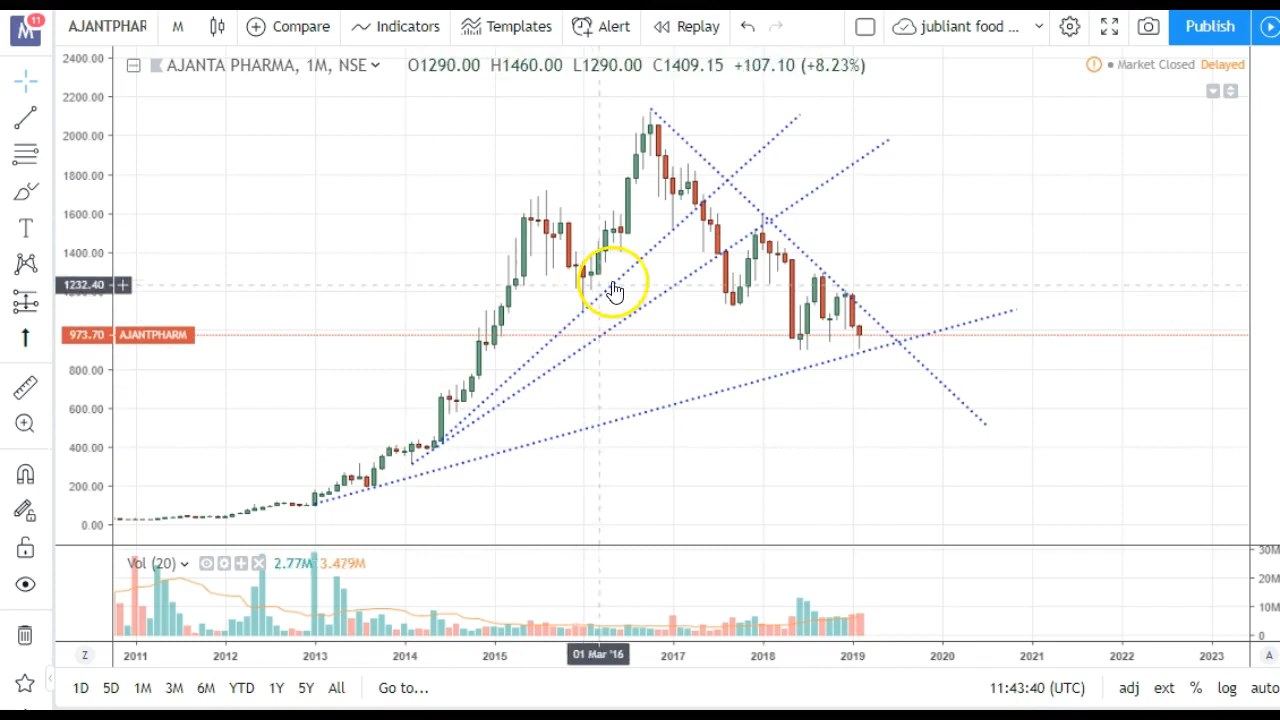 11
M
AJANTPHAR
M
Compare
Indicators
Templates
Alert
Replay
jubliant food ...
Publish
AJANTA PHARMA, 1M, NSE O1290.00 H1460.00 L1290.00 C1409.15 +107.10 (+8.23%)
Market Closed Delayed
2400.00
2200.00
2000.00
1800.00
1600.00
1400.00
1232.40
973.70 AJANTPHARM
800.00
600.00
400.00
200.00
0.00
T
Vol (20) 2.77M 3.479M
30M
20M
10M
0
Z 2011 2012 2013 2014 2015 01 Mar '16 2017 2018 2019 2020 2021 2022 2023 A
1D 5D 1M 3M 6M YTD 1Y 5Y All Go to... 11:43:40 (UTC) adj ext % log auto